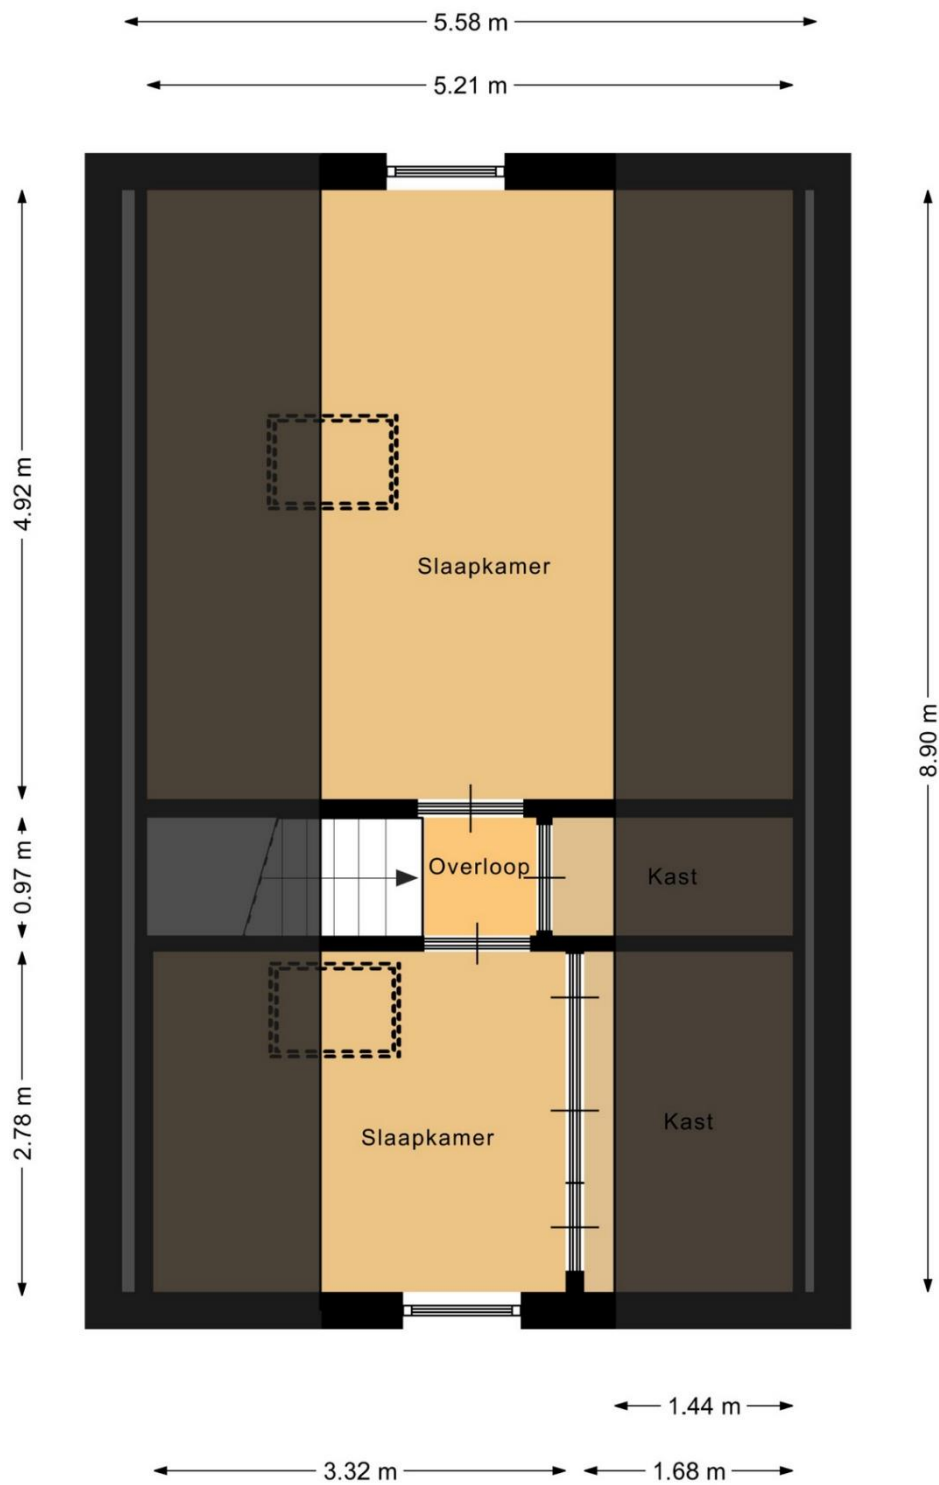 5.58 m
5.21 m
4.92 m
Slaapkamer
8.90 m
0.97 m
Overloop
Kast
2.78 m
Slaapkamer
Kast
1.44 m
3.32 m
1.68 m